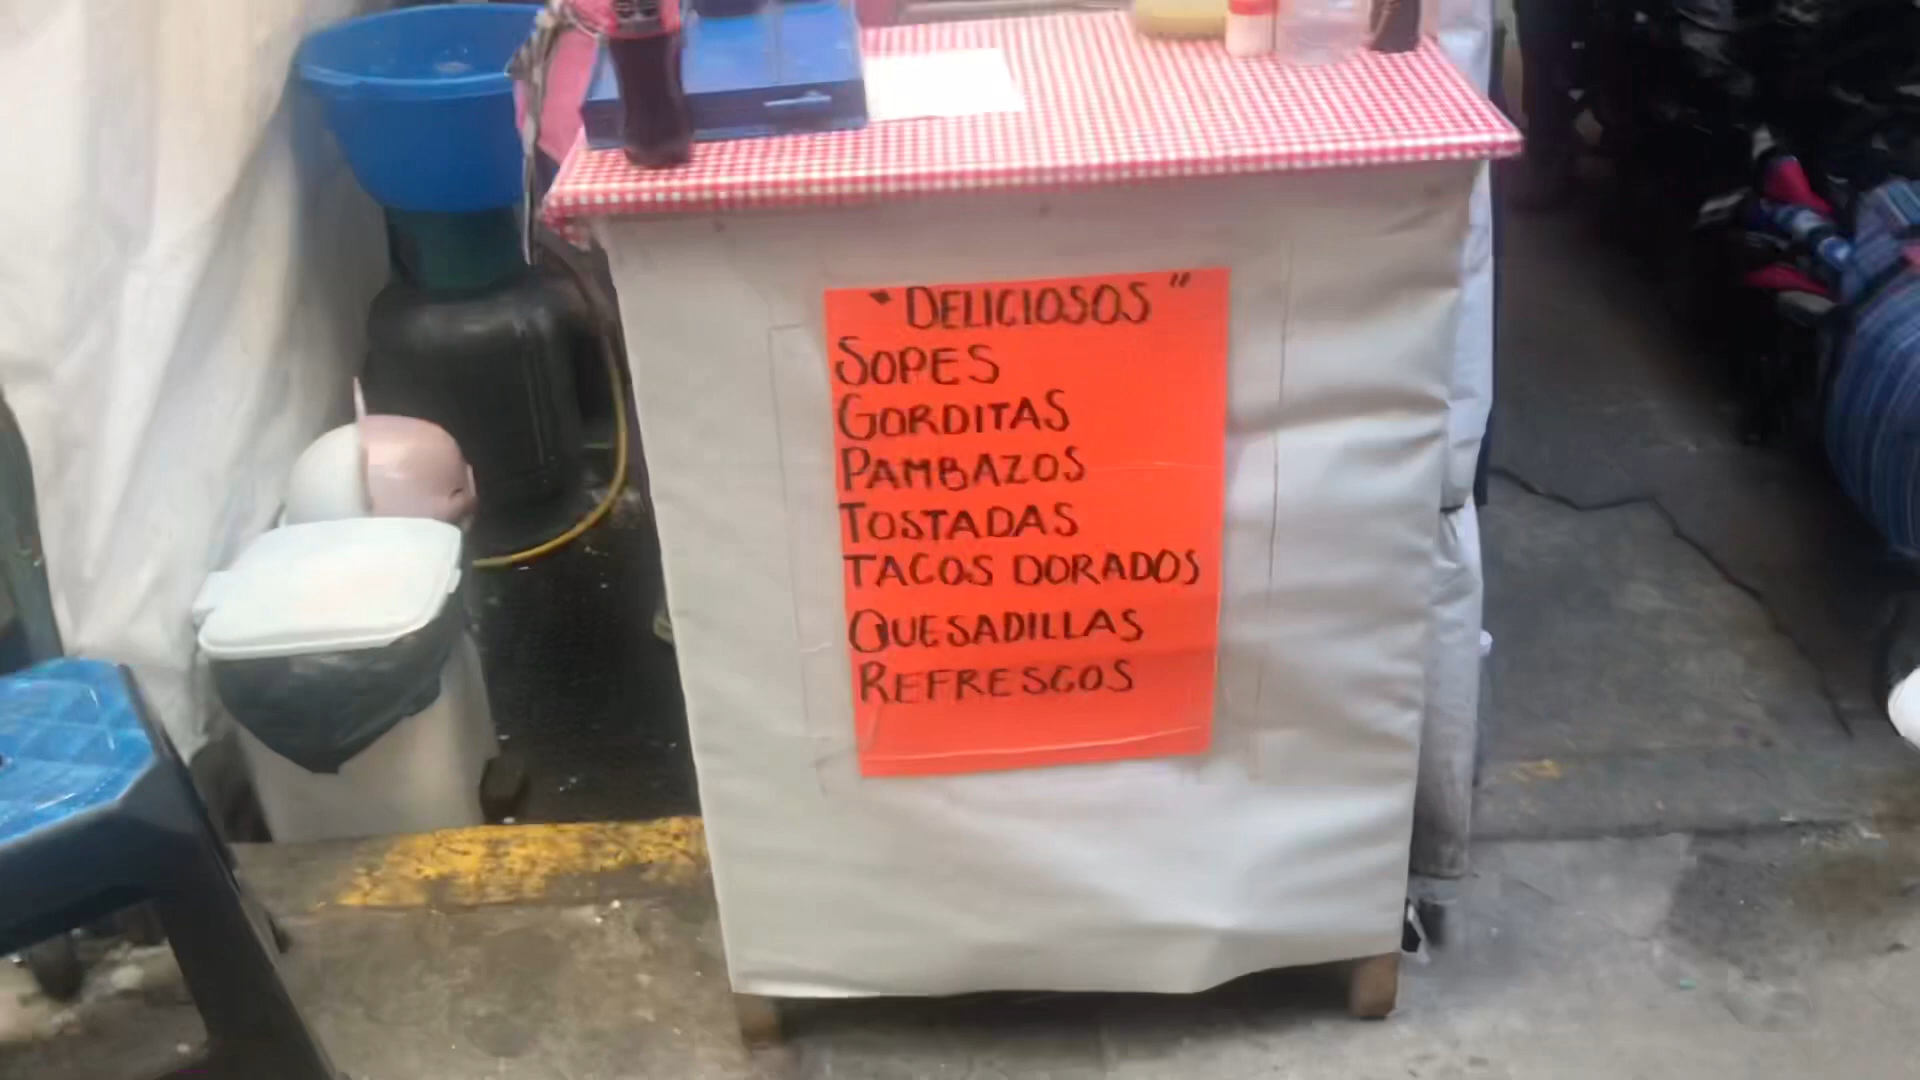 "DELICIOSOS"
SOPES
GORDITAS
PAMBAZOS
TOSTADAS
TACOS DORADOS
QUESADILLAS
REFRESCOS